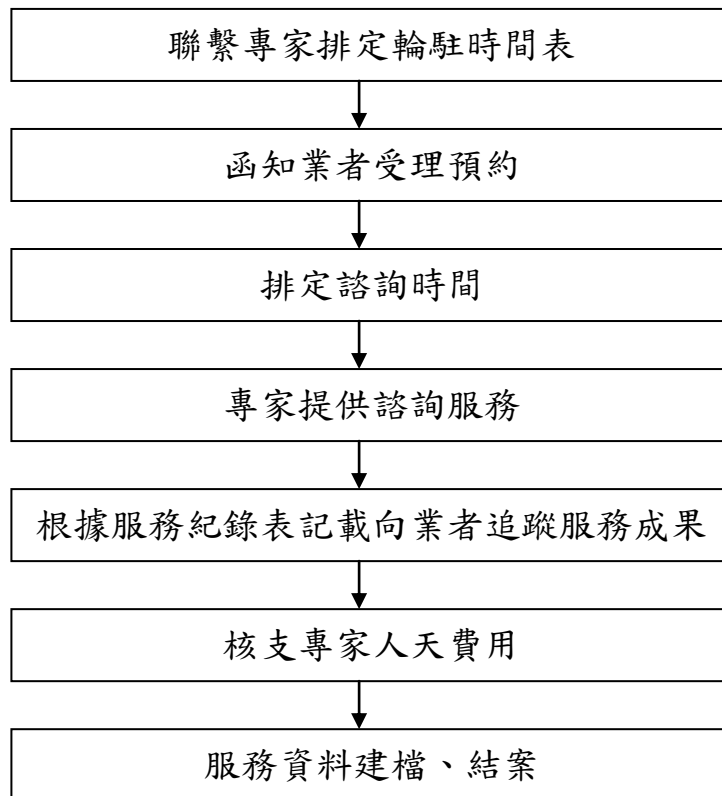 聯繫專家排定輪駐時間表
函知業者受理預約
排定諮詢時間
專家提供諮詢服務
根據服務紀錄表記載向業者追蹤服務成果
核支專家人天費用
服務資料建檔、結案